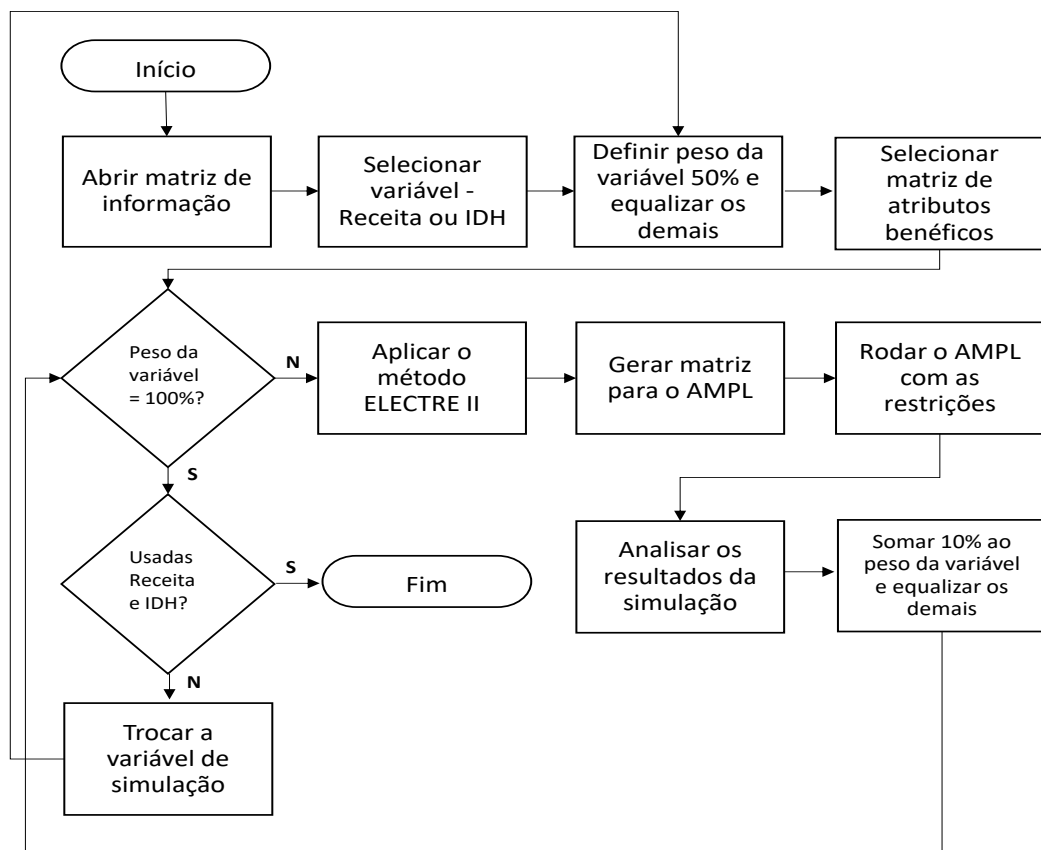 Início
Abrir matriz de
informação
Selecionar
variável -
Receita ou IDH
Definir peso da
variável 50% e
equalizar os
demais
Selecionar
matriz de
atributos
benéficos
Peso da
variável
= 100%?
N
Aplicar o
método
ELECTRE II
Gerar matriz
para o AMPL
Rodar o AMPL
com as
restrições
S
Usadas
Receita
e IDH?
S
Fim
Analisar os
resultados da
simulação
Somar 10% ao
peso da variável
e equalizar os
demais
N
Trocar a
variável de
simulação